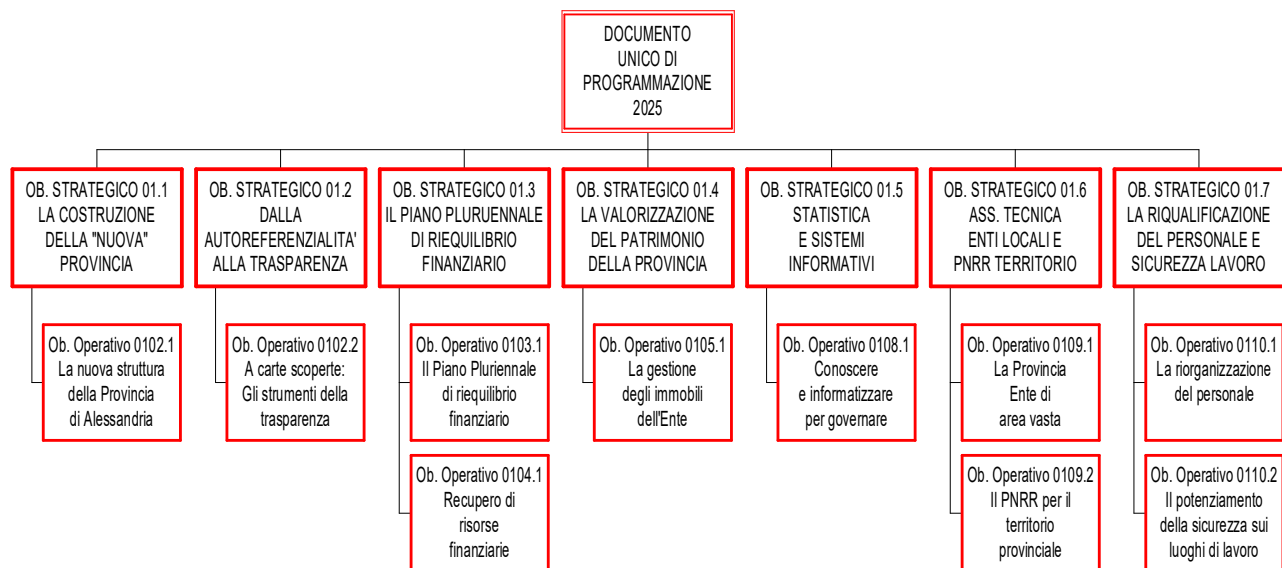 DOCUMENTO
UNICO DI
PROGRAMMAZIONE
2025
OB. STRATEGICO 01.1
LA COSTRUZIONE
DELLA "NUOVA"
PROVINCIA
OB. STRATEGICO 01.2
DALLA
AUTOREFERENZIALITA'
ALLA TRASPARENZA
OB. STRATEGICO 01.3
IL PIANO PLURUENNALE
DI RIEQUILIBRIO
FINANZIARIO
OB. STRATEGICO 01.4
LA VALORIZZAZIONE
DEL PATRIMONIO
DELLA PROVINCIA
OB. STRATEGICO 01.5
STATISTICA
E SISTEMI
INFORMATIVI
OB. STRATEGICO 01.6
ASS. TECNICA
ENTI LOCALI E
PNRR TERRITORIO
OB. STRATEGICO 01.7
LA RIQUALIFICAZIONE
DEL PERSONALE E
SICUREZZA LAVORO
Ob. Operativo 0102.1
La nuova struttura
della Provincia
di Alessandria
Ob. Operativo 0102.2
A carte scoperte:
Gli strumenti della
trasparenza
Ob. Operativo 0103.1
Il Piano Pluriennale
di riequilibrio
finanziario
Ob. Operativo 0105.1
La gestione
degli immobili
dell'Ente
Ob. Operativo 0108.1
Conoscere
e informatizzare
per governare
Ob. Operativo 0109.1
La Provincia
Ente di
area vasta
Ob. Operativo 0110.1
La riorganizzazione
del personale
Ob. Operativo 0104.1
Recupero di
risorse
finanziarie
Ob. Operativo 0109.2
Il PNRR per il
territorio
provinciale
Ob. Operativo 0110.2
Il potenziamento
della sicurezza sui
luoghi di lavoro